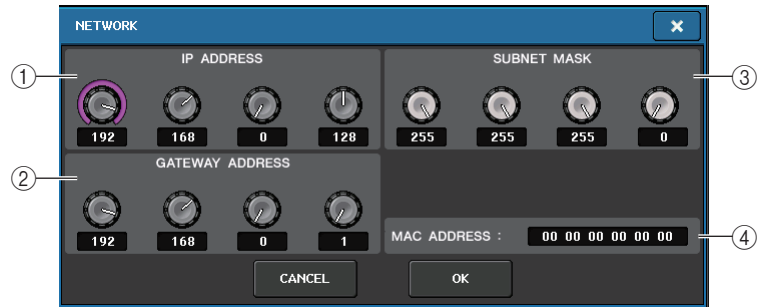 NETWORK
×
① IP ADDRESS
192 168 0 128
SUBNET MASK ③
255 255 255 0
② GATEWAY ADDRESS
192 168 0 1
MAC ADDRESS : 00 00 00 00 00 00 ④
CANCEL OK